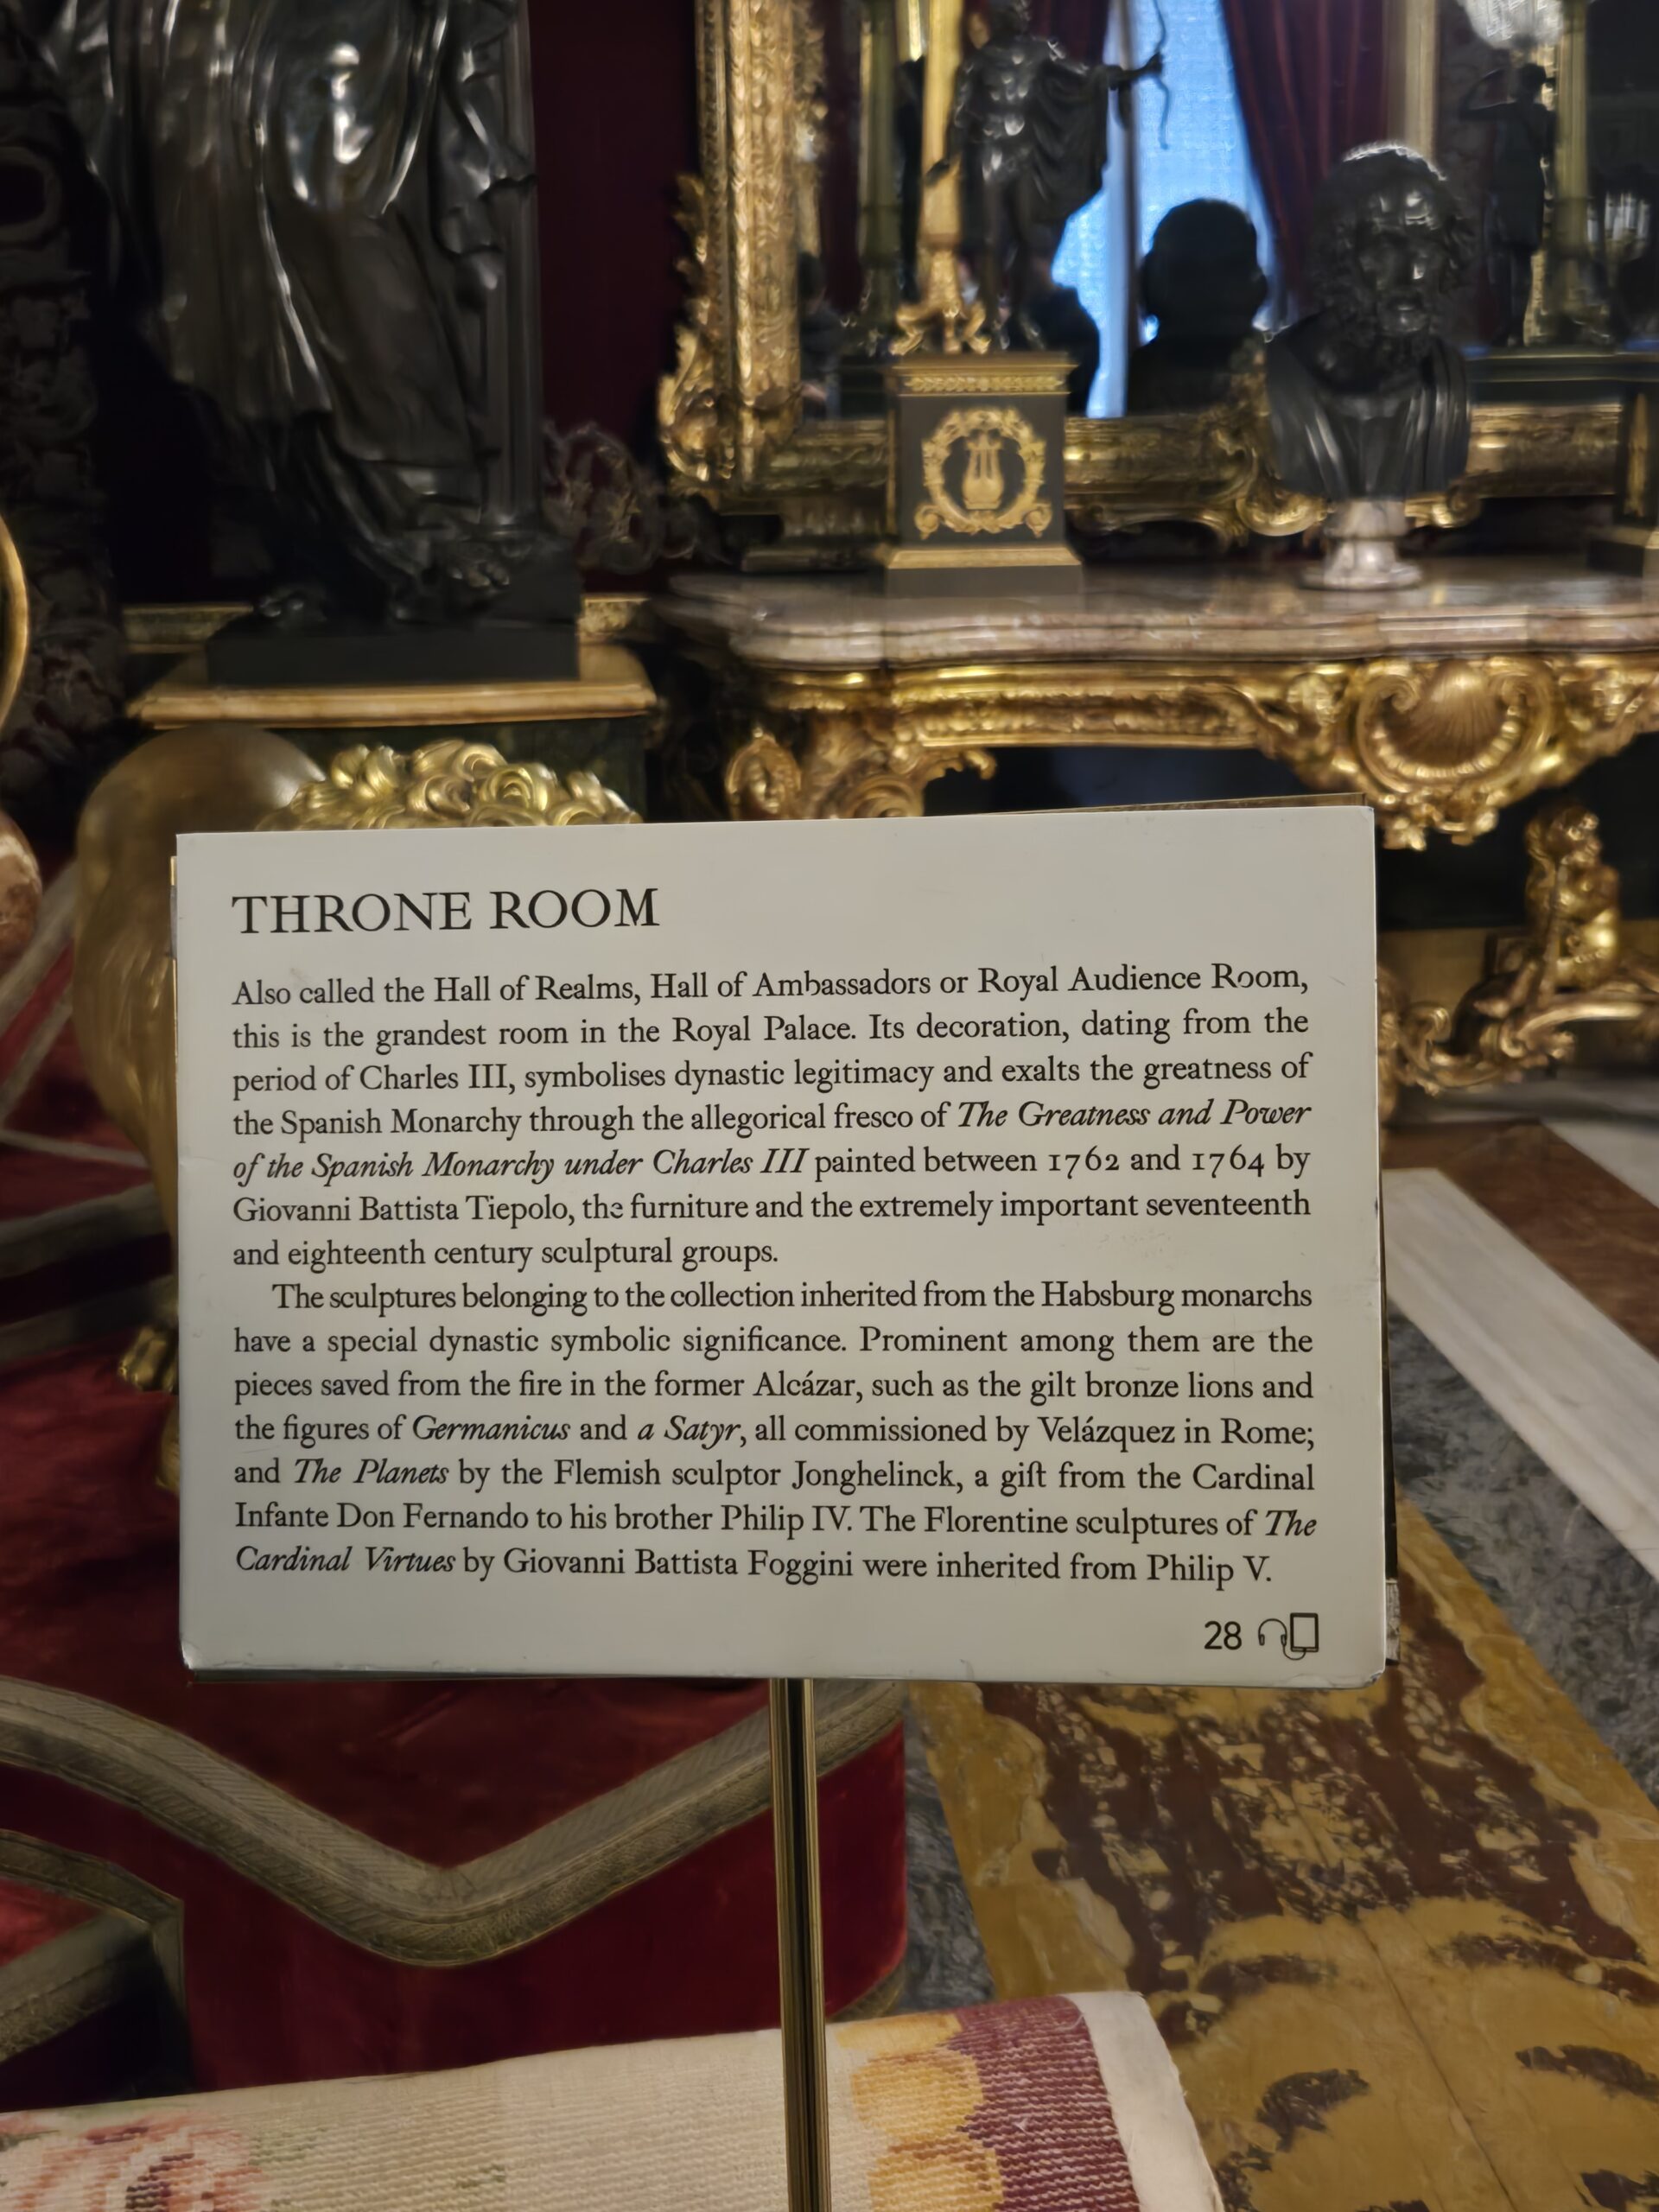 THRONE ROOM
Also called the Hall of Realms, Hall of Ambassadors or Royal Audience Room,
this is the grandest room in the Royal Palace. Its decoration, dating from the
period of Charles III, symbolises dynastic legitimacy and exalts the greatness of
the Spanish Monarchy through the allegorical fresco of The Greatness and Power
of the Spanish Monarchy under Charles III painted between 1762 and 1764 by
Giovanni Battista Tiepolo, the furniture and the extremely important seventeenth
and eighteenth century sculptural groups.
The sculptures belonging to the collection inherited from the Habsburg monarchs
have a special dynastic symbolic significance. Prominent among them are the
pieces saved from the fire in the former Alcázar, such as the gilt bronze lions and
the figures of Germanicus and a Satyr, all commissioned by Velázquez in Rome;
and The Planets by the Flemish sculptor Jonghelinck, a gift from the Cardinal
Infante Don Fernando to his brother Philip IV. The Florentine sculptures of The
Cardinal Virtues by Giovanni Battista Foggini were inherited from Philip V.
28